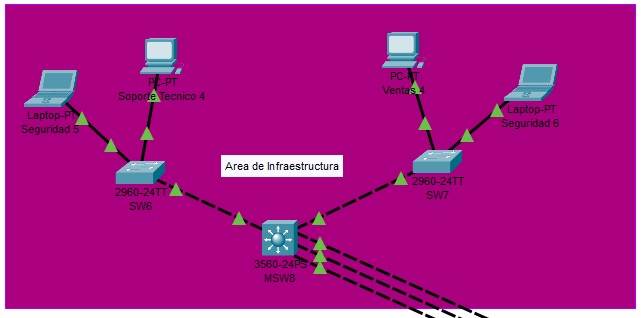 PC-PT
Soporte Tecnico 4
PC-PT
Ventas 4
Laptop-PT
Seguridad 5
Laptop-PT
Seguridad 6
Area de Infraestructura
2960-24TT
SW6
2960-24TT
SW7
3560-24PS
MSW8